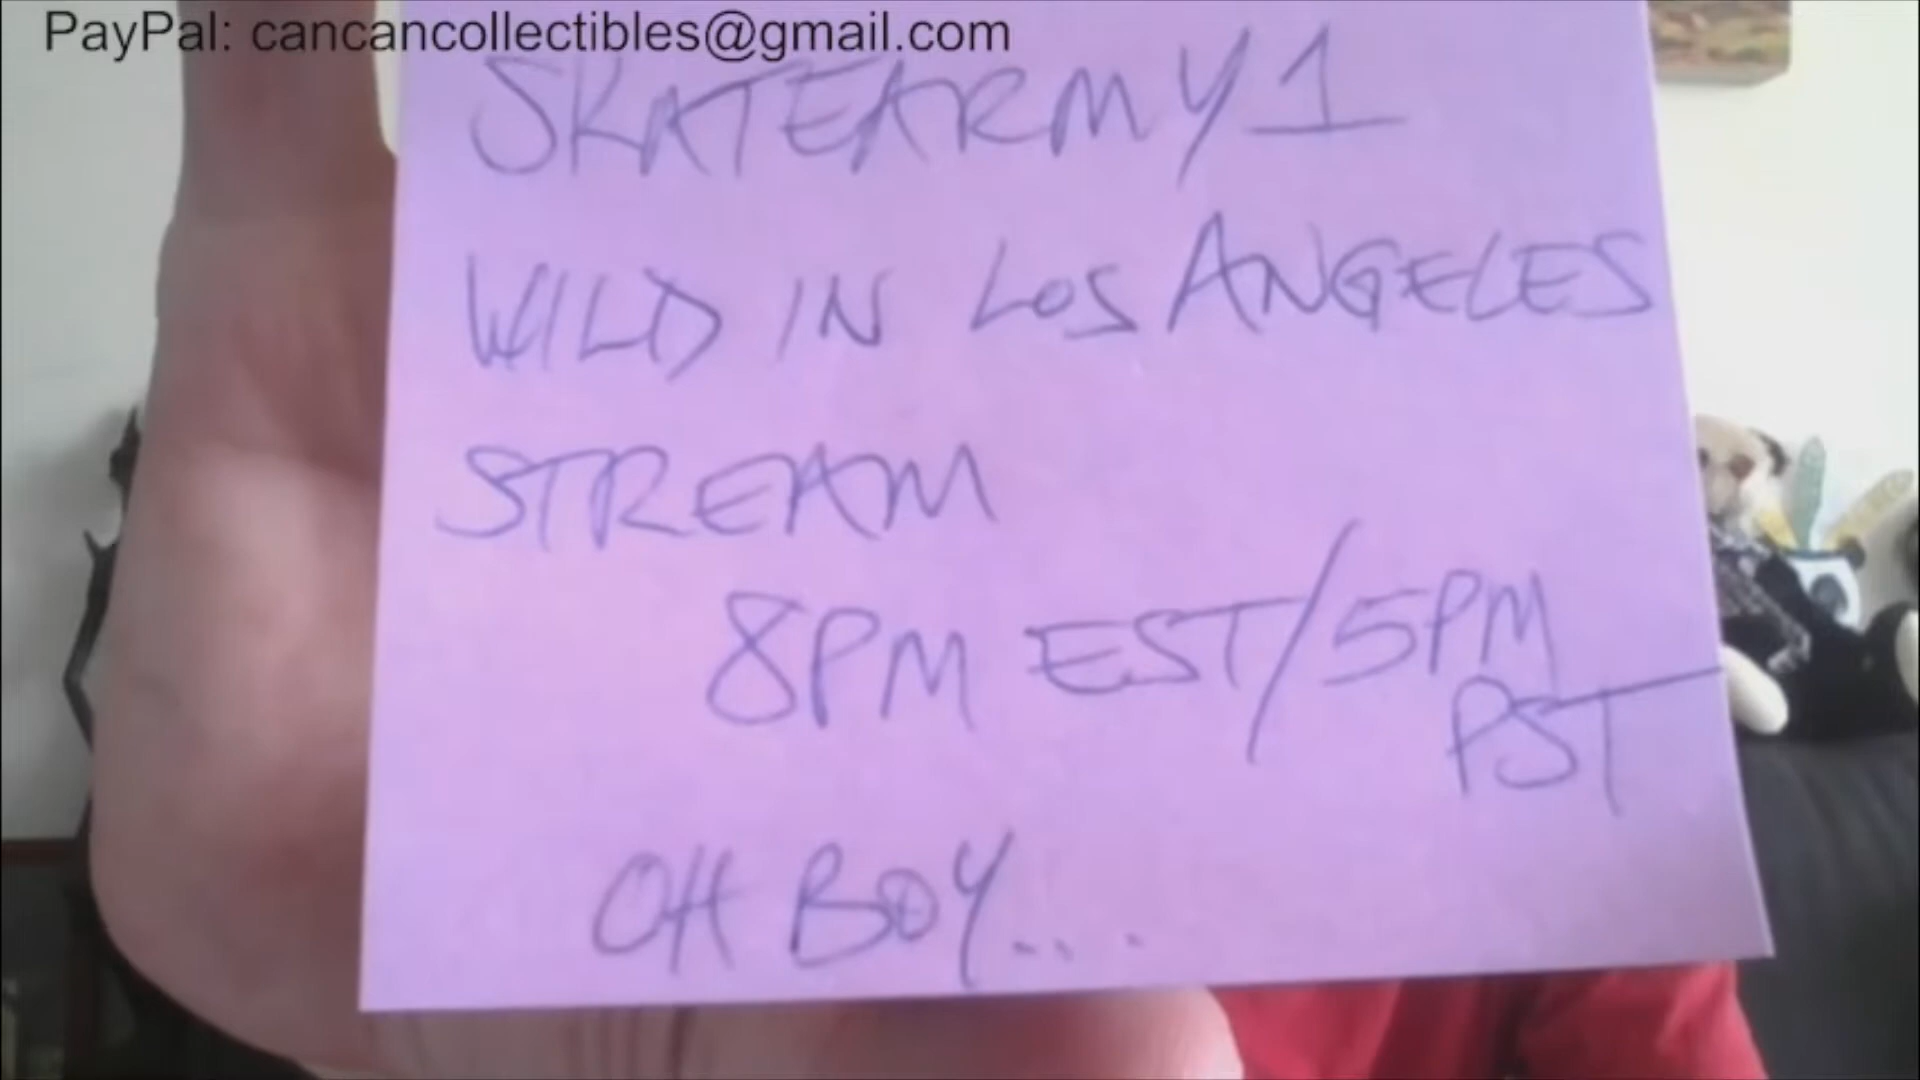 PayPal: cancancollectibles@gmail.com
SKATEARMY1
WILD IN LOS ANGELES
STREAM
8PM EST/5PM
PST
OH BOY...